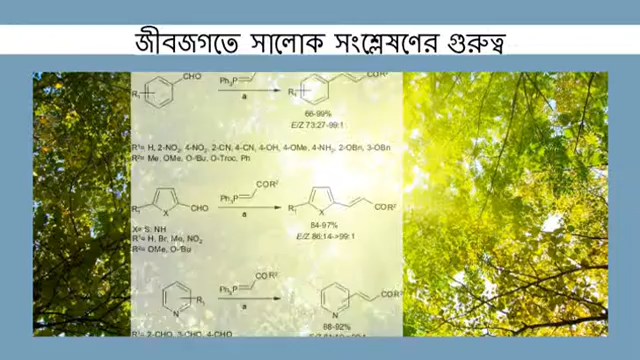 জীবজগতে সালোক সংশ্লেষণের গুরুত্ব
CHO Ph₃P COR² COR²
R¹ a R¹
66-99%
E/Z 73:27-99:1
R¹= H, 2-NO₂, 4-NO₂, 2-CN, 4-CN, 4-OH, 4-OMe, 4-NH₂, 2-OBn, 3-OBn
R²= Me, OMe, O-ᵗBu, O-Troc, Ph
COR²
R¹ X CHO Ph₃P a R¹ X COR²
84-97%
X= S, NH
E/Z 86:14->99:1
R¹= H, Br, Me, NO₂
R²= OMe, O-ᵗBu
COR²
N R₁ Ph₃P a N COR²
68-92%
2-CHO, 3-CHO, 4-CHO